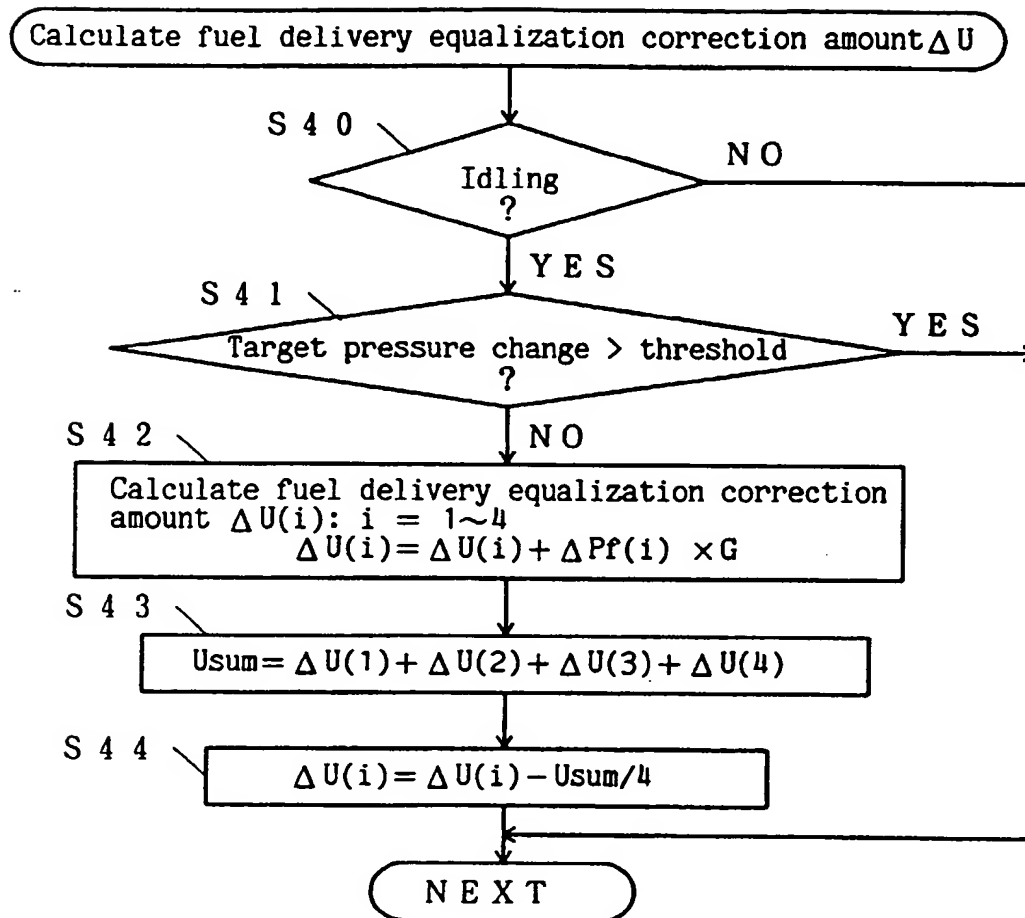 Calculate fuel delivery equalization correction amount ΔU
S40
Idling
?
NO
YES
S41
Target pressure change > threshold
?
YES
NO
S42
Calculate fuel delivery equalization correction
amount ΔU(i): i = 1~4
ΔU(i)=ΔU(i)+ΔPf(i) ×G
S43
Usum=ΔU(1)+ΔU(2)+ΔU(3)+ΔU(4)
S44
ΔU(i)=ΔU(i)−Usum/4
NEXT